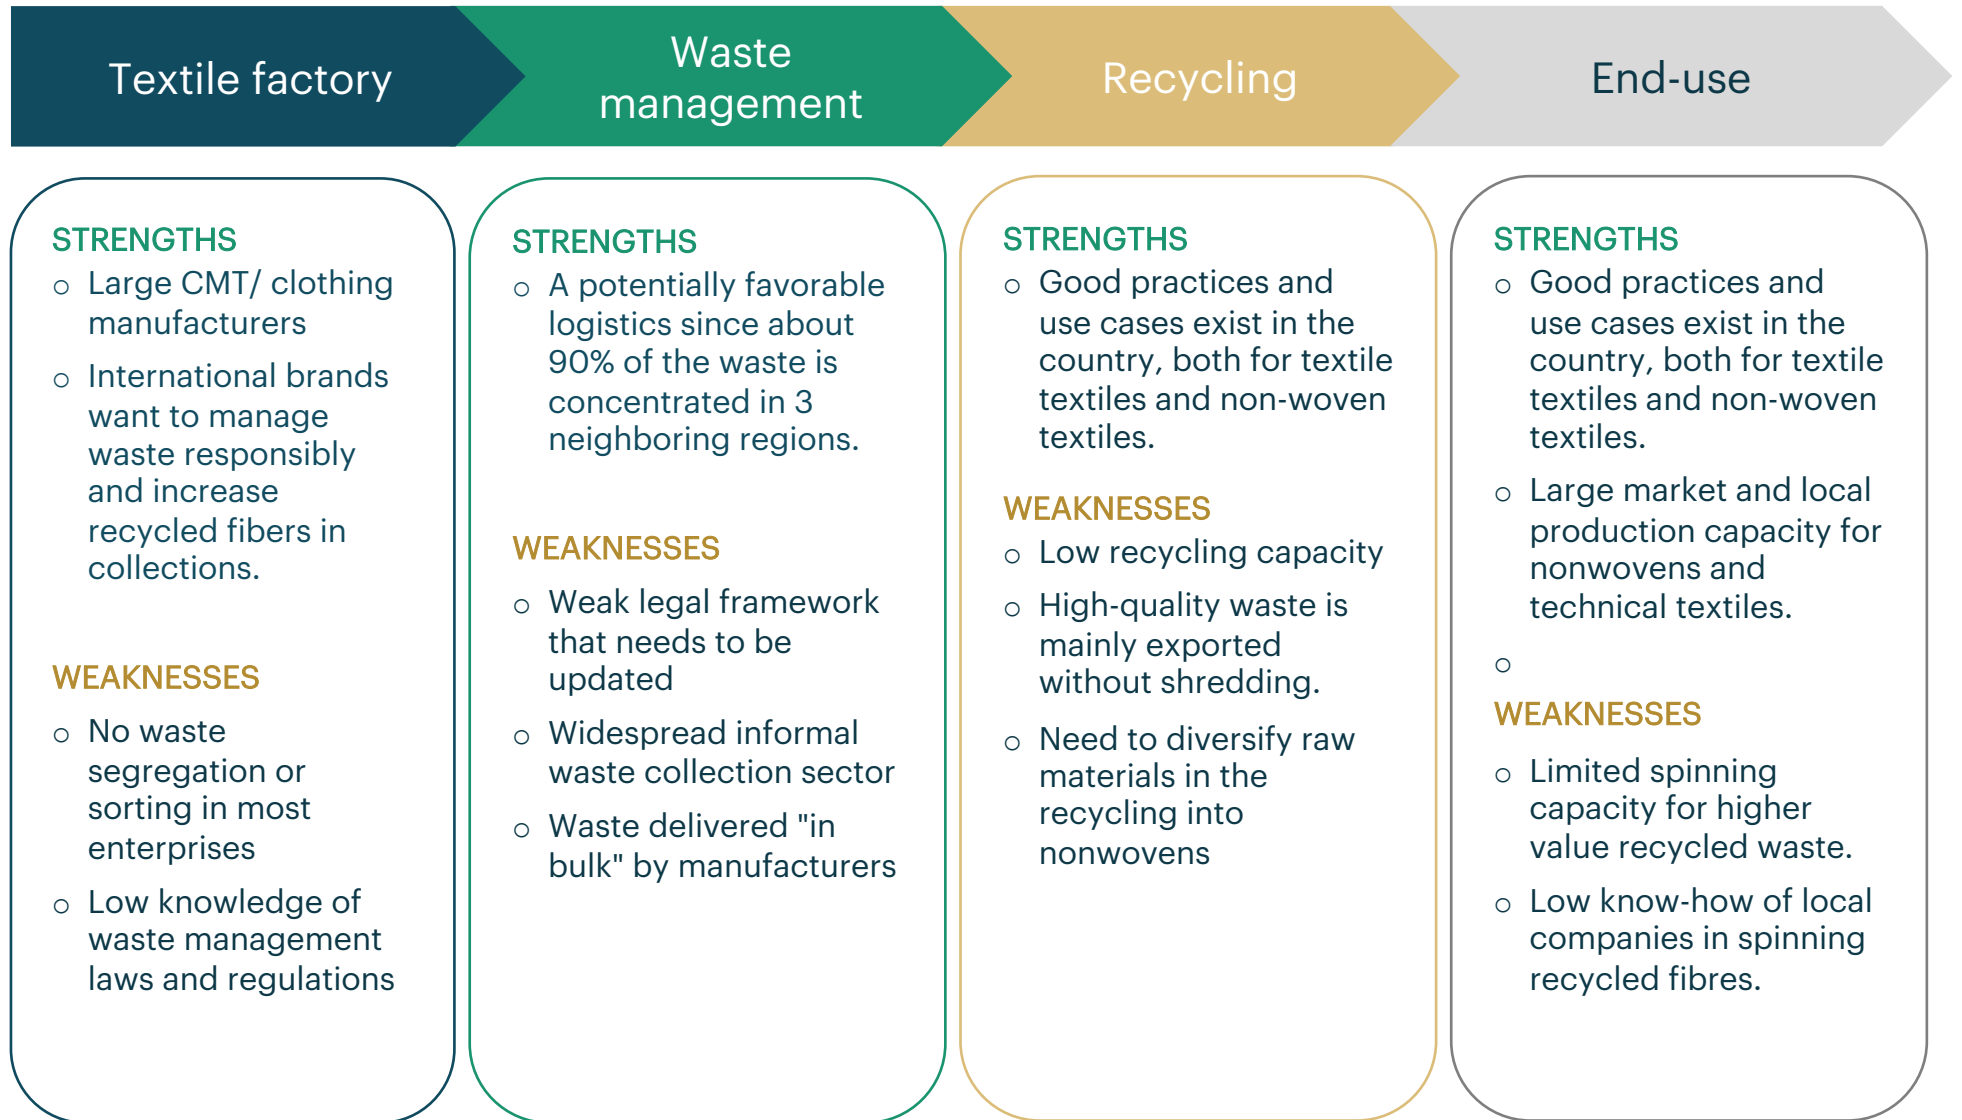 Textile factory
Waste
management
Recycling
End-use
STRENGTHS
○ Large CMT/ clothing
manufacturers
○ International brands
want to manage
waste responsibly
and increase
recycled fibers in
collections.
WEAKNESSES
○ No waste
segregation or
sorting in most
enterprises
○ Low knowledge of
waste management
laws and regulations
STRENGTHS
○ A potentially favorable
logistics since about
90% of the waste is
concentrated in 3
neighboring regions.
WEAKNESSES
○ Weak legal framework
that needs to be
updated
○ Widespread informal
waste collection sector
○ Waste delivered "in
bulk" by manufacturers
STRENGTHS
○ Good practices and
use cases exist in the
country, both for textile
textiles and non-woven
textiles.
WEAKNESSES
○ Low recycling capacity
○ High-quality waste is
mainly exported
without shredding.
○ Need to diversify raw
materials in the
recycling into
nonwovens
STRENGTHS
○ Good practices and
use cases exist in the
country, both for textile
textiles and non-woven
textiles.
○ Large market and local
production capacity for
nonwovens and
technical textiles.
○
WEAKNESSES
○ Limited spinning
capacity for higher
value recycled waste.
○ Low know-how of local
companies in spinning
recycled fibres.